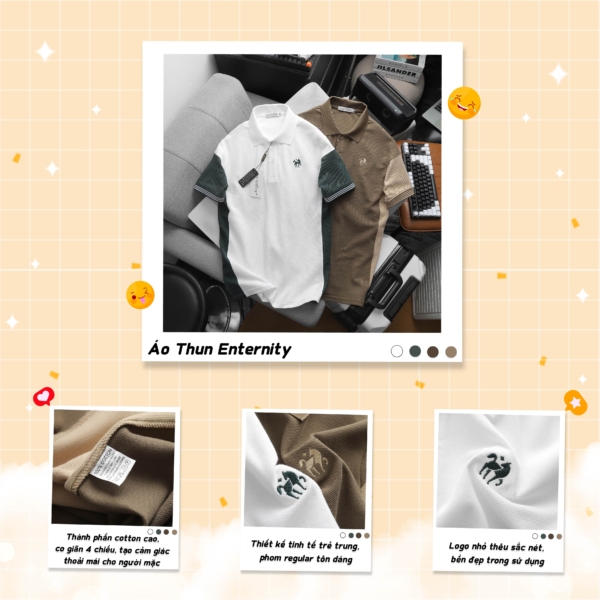 JILSANDER
Áo Thun Enternity
Thành phần cotton cao,
co giãn 4 chiều, tạo cảm giác
thoải mái cho người mặc
Thiết kế tinh tế trẻ trung,
phom regular tôn dáng
Logo nhỏ thêu sắc nét,
bền đẹp trong sử dụng